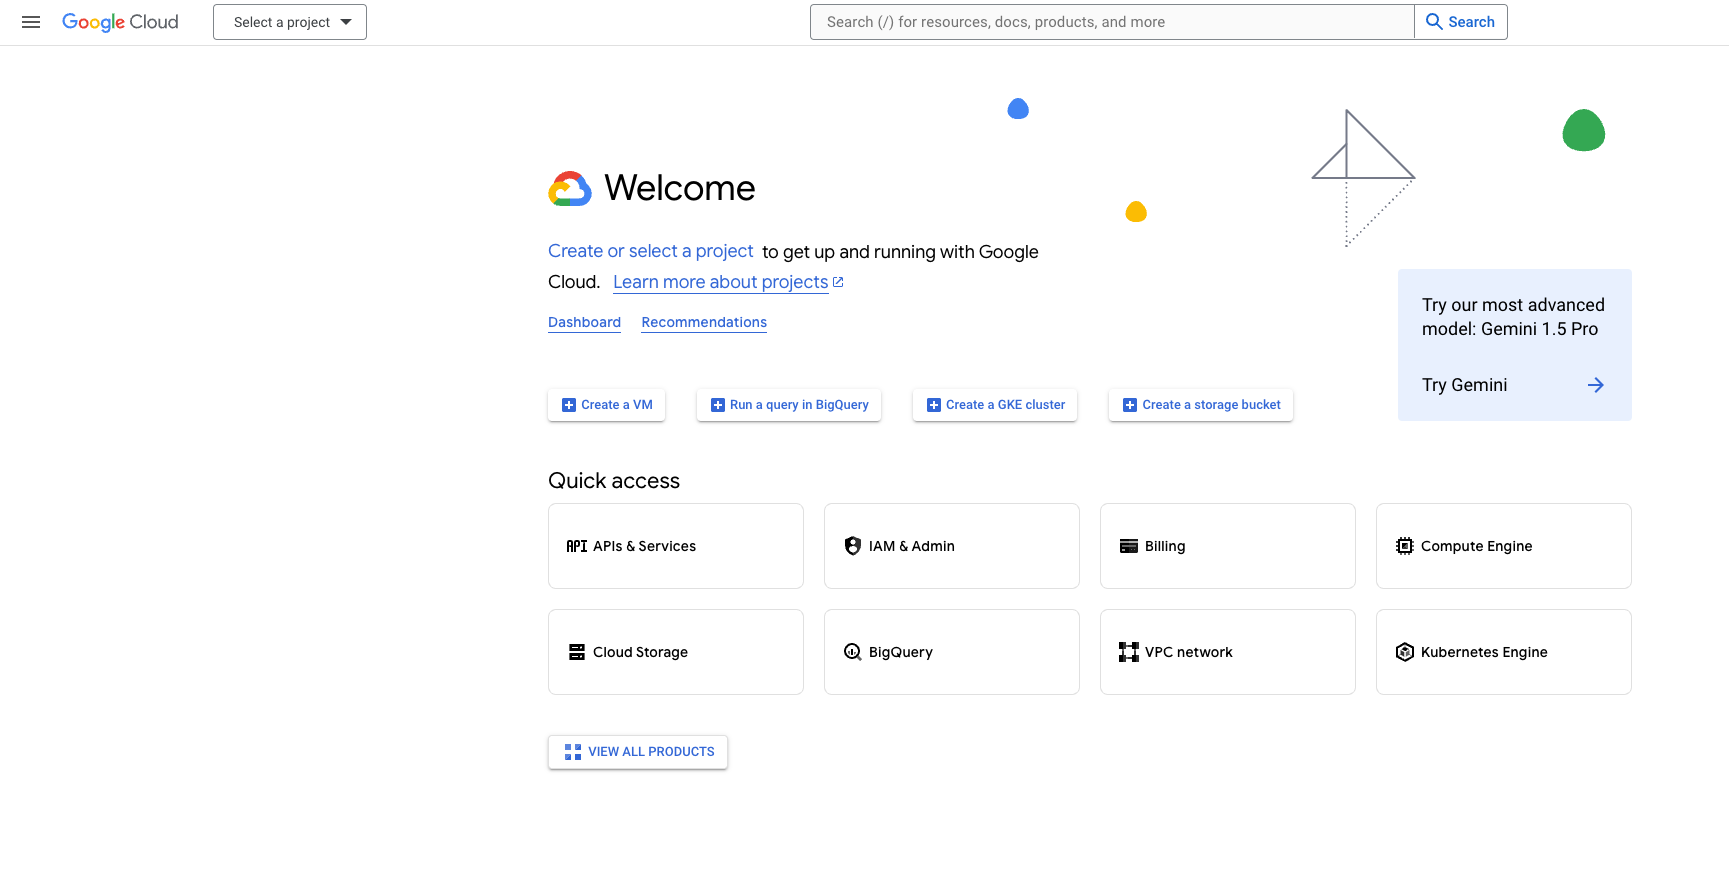 Google Cloud
Select a project
Search (/) for resources, docs, products, and more
Search
Welcome
Create or select a project to get up and running with Google
Cloud. Learn more about projects
Dashboard Recommendations
Try our most advanced
model: Gemini 1.5 Pro
Try Gemini
Create a VM
Run a query in BigQuery
Create a GKE cluster
Create a storage bucket
Quick access
API APIs & Services
IAM & Admin
Billing
Compute Engine
Cloud Storage
BigQuery
VPC network
Kubernetes Engine
VIEW ALL PRODUCTS